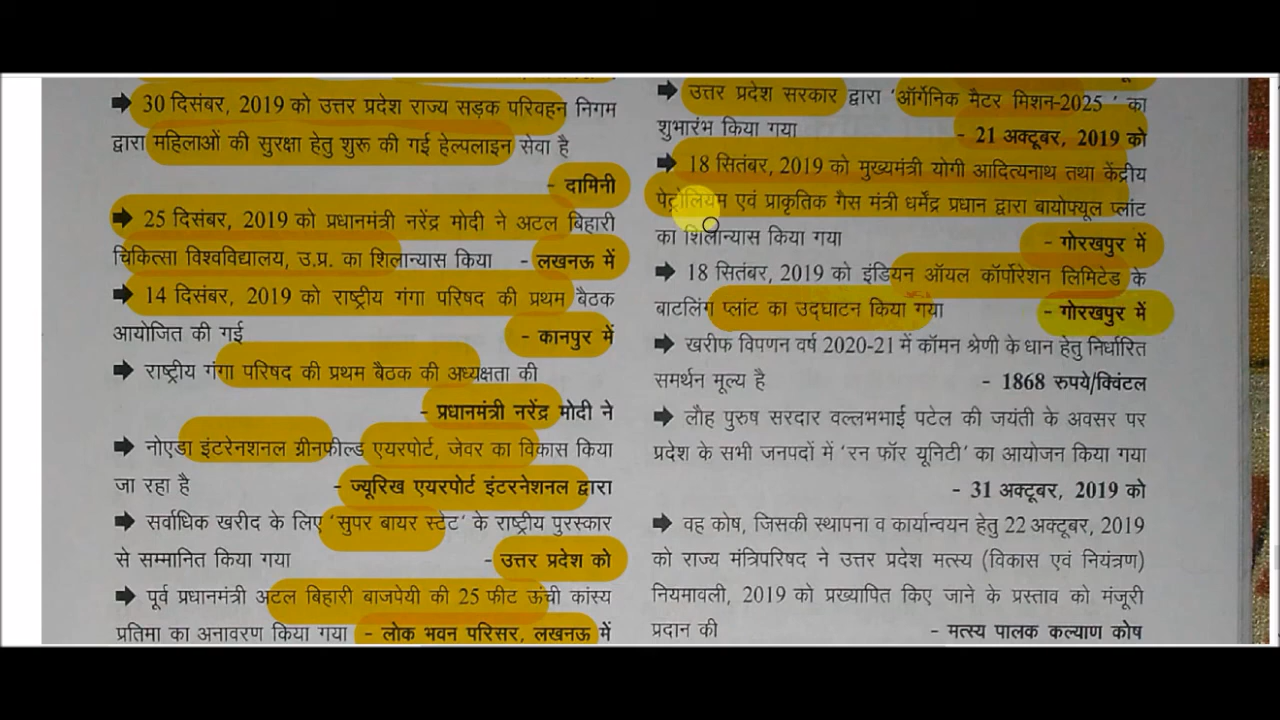 ➡ 30 दिसंबर, 2019 को उत्तर प्रदेश राज्य सड़क परिवहन निगम
द्वारा महिलाओं की सुरक्षा हेतु शुरू की गई हेल्पलाइन सेवा है
- दामिनी
➡ 25 दिसंबर, 2019 को प्रधानमंत्री नरेंद्र मोदी ने अटल बिहारी
चिकित्सा विश्वविद्यालय, उ.प्र. का शिलान्यास किया - लखनऊ में
➡ 14 दिसंबर, 2019 को राष्ट्रीय गंगा परिषद की प्रथम बैठक
आयोजित की गई - कानपुर में
➡ राष्ट्रीय गंगा परिषद की प्रथम बैठक की अध्यक्षता की
- प्रधानमंत्री नरेंद्र मोदी ने
➡ नोएडा इंटरनेशनल ग्रीनफील्ड एयरपोर्ट, जेवर का विकास किया
जा रहा है - ज्यूरिख एयरपोर्ट इंटरनेशनल द्वारा
➡ सर्वाधिक खरीद के लिए 'सुपर बायर स्टेट' के राष्ट्रीय पुरस्कार
से सम्मानित किया गया - उत्तर प्रदेश को
➡ पूर्व प्रधानमंत्री अटल बिहारी बाजपेयी की 25 फीट ऊंची कांस्य
प्रतिमा का अनावरण किया गया - लोक भवन परिसर, लखनऊ में
➡ उत्तर प्रदेश सरकार द्वारा 'ऑर्गेनिक मैटर मिशन-2025 ' का
शुभारंभ किया गया - 21 अक्टूबर, 2019 को
➡ 18 सितंबर, 2019 को मुख्यमंत्री योगी आदित्यनाथ तथा केंद्रीय
पेट्रोलियम एवं प्राकृतिक गैस मंत्री धर्मेंद्र प्रधान द्वारा बायोफ्यूल प्लांट
का शिलान्यास किया गया - गोरखपुर में
➡ 18 सितंबर, 2019 को इंडियन ऑयल कॉर्पोरेशन लिमिटेड के
बाटलिंग प्लांट का उद्घाटन किया गया - गोरखपुर में
➡ खरीफ विपणन वर्ष 2020-21 में कॉमन श्रेणी के धान हेतु निर्धारित
समर्थन मूल्य है - 1868 रुपये/क्विंटल
➡ लौह पुरुष सरदार वल्लभभाई पटेल की जयंती के अवसर पर
प्रदेश के सभी जनपदों में 'रन फॉर यूनिटी' का आयोजन किया गया
- 31 अक्टूबर, 2019 को
➡ वह कोष, जिसकी स्थापना व कार्यान्वयन हेतु 22 अक्टूबर, 2019
को राज्य मंत्रिपरिषद ने उत्तर प्रदेश मत्स्य (विकास एवं नियंत्रण)
नियमावली, 2019 को प्रख्यापित किए जाने के प्रस्ताव को मंजूरी
प्रदान की - मत्स्य पालक कल्याण कोष